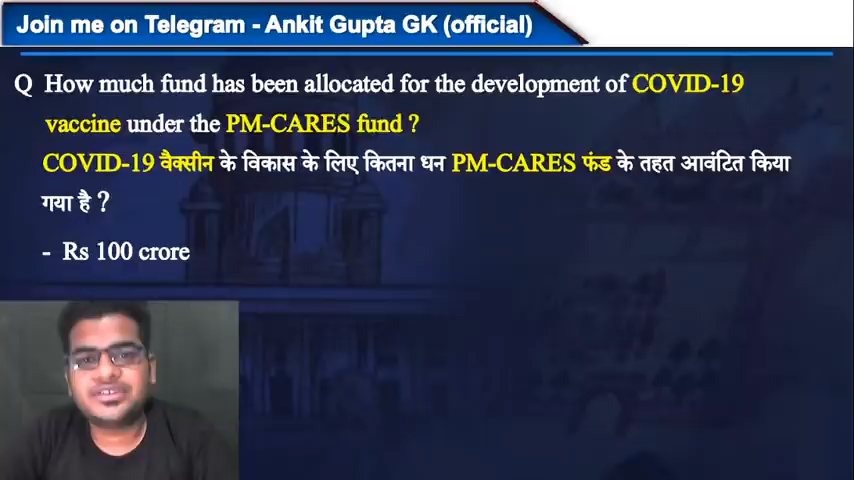 Join me on Telegram - Ankit Gupta GK (official)
Q How much fund has been allocated for the development of COVID-19
vaccine under the PM-CARES fund ?
COVID-19 वैक्सीन के विकास के लिए कितना धन PM-CARES फंड के तहत आवंटित किया
गया है ?
- Rs 100 crore